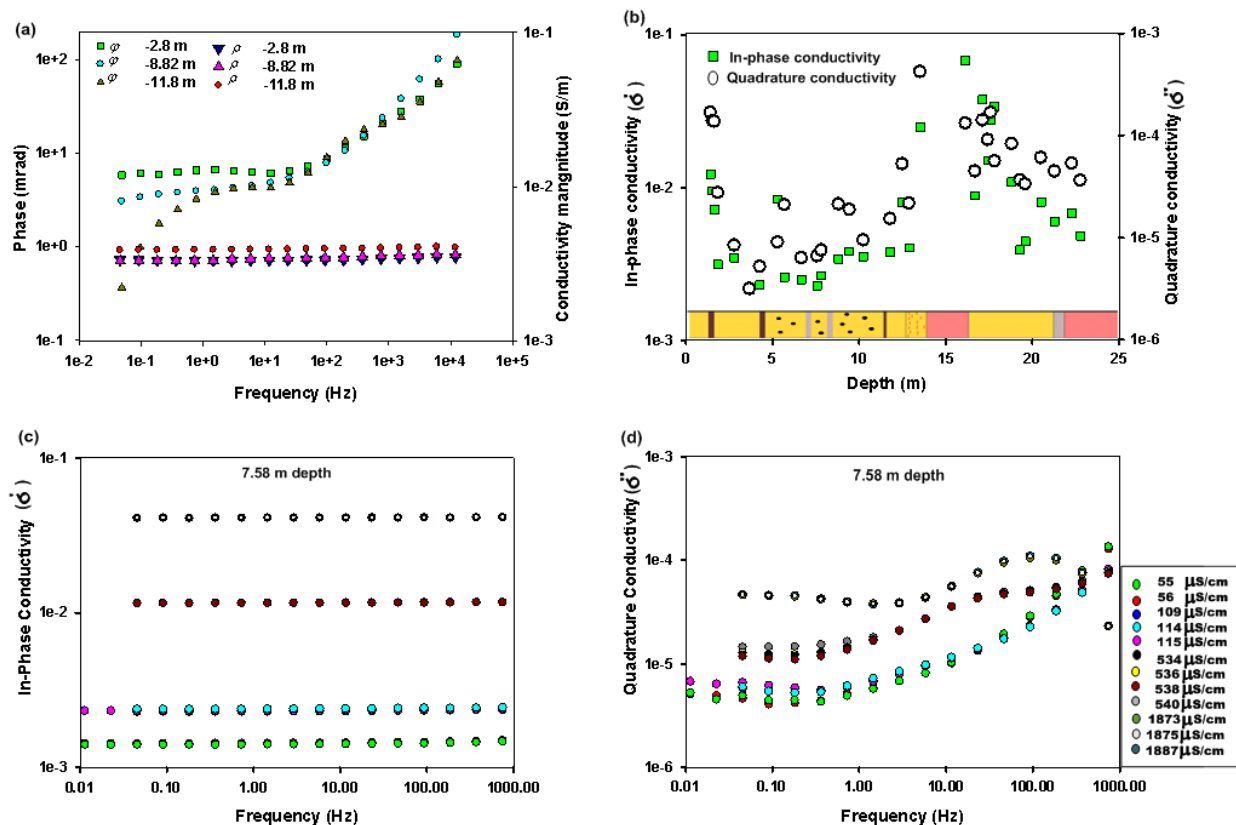 (a)
φ -2.8 m ρ -2.8 m
φ -8.82 m ρ -8.82 m
φ -11.8 m ρ -11.8 m
1e+2
1e+1
1e+0
1e-1
Phase (mrad)
1e-1
1e-2
1e-3
Conductivity mangnitude (S/m)
1e-2 1e-1 1e+0 1e+1 1e+2 1e+3 1e+4 1e+5
Frequency (Hz)
(b)
In-phase conductivity
Quadrature conductivity
1e-1
1e-2
1e-3
In-phase conductivity (σ́)
1e-3
1e-4
1e-5
1e-6
Quadrature conductivity (σ̋)
0 5 10 15 20 25
Depth (m)
(c)
7.58 m depth
1e-1
1e-2
1e-3
In-Phase Conductivity (σ́)
0.01 0.10 1.00 10.00 100.00 1000.00
Frequency (Hz)
(d)
7.58 m depth
1e-3
1e-4
1e-5
1e-6
Quadrature Conductivity (σ̋)
0.01 0.10 1.00 10.00 100.00 1000.00
Frequency (Hz)
55 µS/cm
56 µS/cm
109 µS/cm
114 µS/cm
115 µS/cm
534 µS/cm
536 µS/cm
538 µS/cm
540 µS/cm
1873 µS/cm
1875 µS/cm
1887 µS/cm